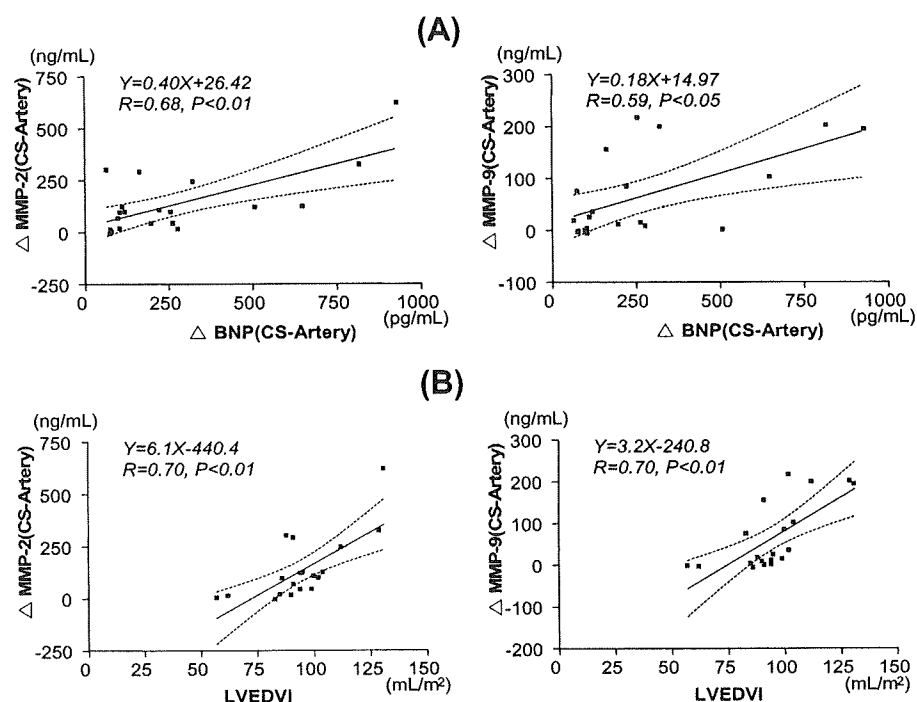 (A)
(ng/mL)
Y=0.40X+26.42
R=0.68, P<0.01
△ MMP-2(CS-Artery)
750
500
250
0
-250
0
250
500
750
1000
(pg/mL)
△ BNP(CS-Artery)
(ng/mL)
Y=0.18X+14.97
R=0.59, P<0.05
△ MMP-9(CS-Artery)
300
200
100
0
-100
0
250
500
750
1000
(pg/mL)
△ BNP(CS-Artery)
(B)
(ng/mL)
Y=6.1X-440.4
R=0.70, P<0.01
△ MMP-2(CS-Artery)
750
500
250
0
-250
0
25
50
75
100
125
150
(mL/m²)
LVEDVI
(ng/mL)
Y=3.2X-240.8
R=0.70, P<0.01
△ MMP-9(CS-Artery)
300
200
100
0
-100
-200
0
25
50
75
100
125
150
(mL/m²)
LVEDVI